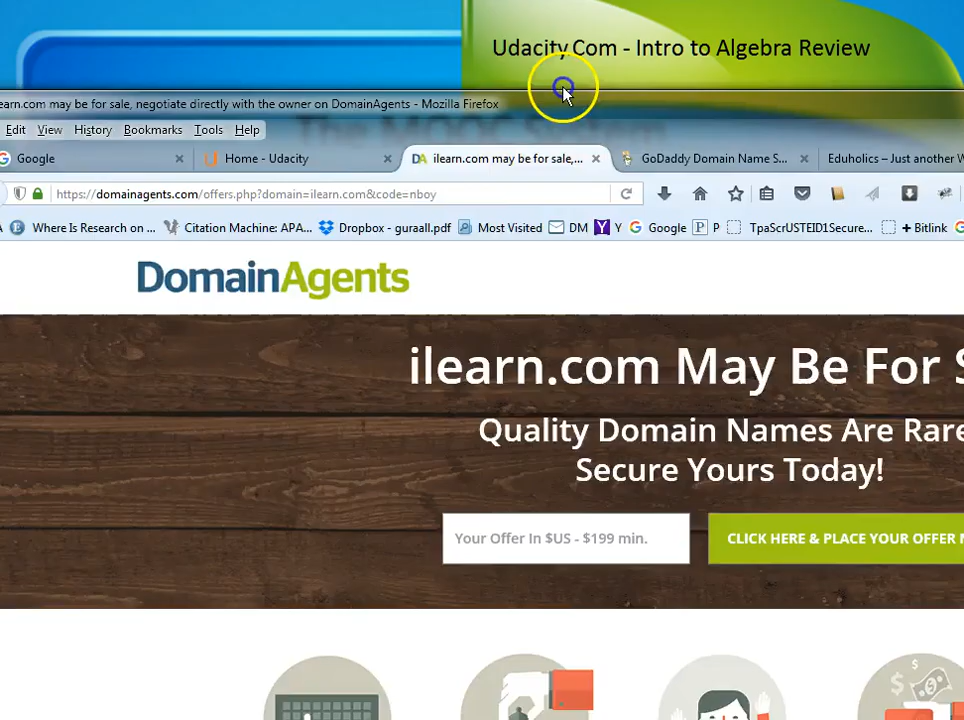 Udacity Com - Intro to Algebra Review
The MOOC System
earn.com may be for sale, negotiate directly with the owner on DomainAgents - Mozilla Firefox
Edit View History Bookmarks Tools Help
Google Home - Udacity DA ilearn.com may be for sale,... GoDaddy Domain Name S... Eduholics – Just another W
https://domainagents.com/offers.php?domain=ilearn.com&code=nboy
Where Is Research on ... Citation Machine: APA... Dropbox - guraall.pdf Most Visited DM Y Y Google P P TpaScrUSTEID1Secure... + Bitlink
DomainAgents
ilearn.com May Be For S
Quality Domain Names Are Rare
Secure Yours Today!
Your Offer In $US - $199 min.
CLICK HERE & PLACE YOUR OFFER N